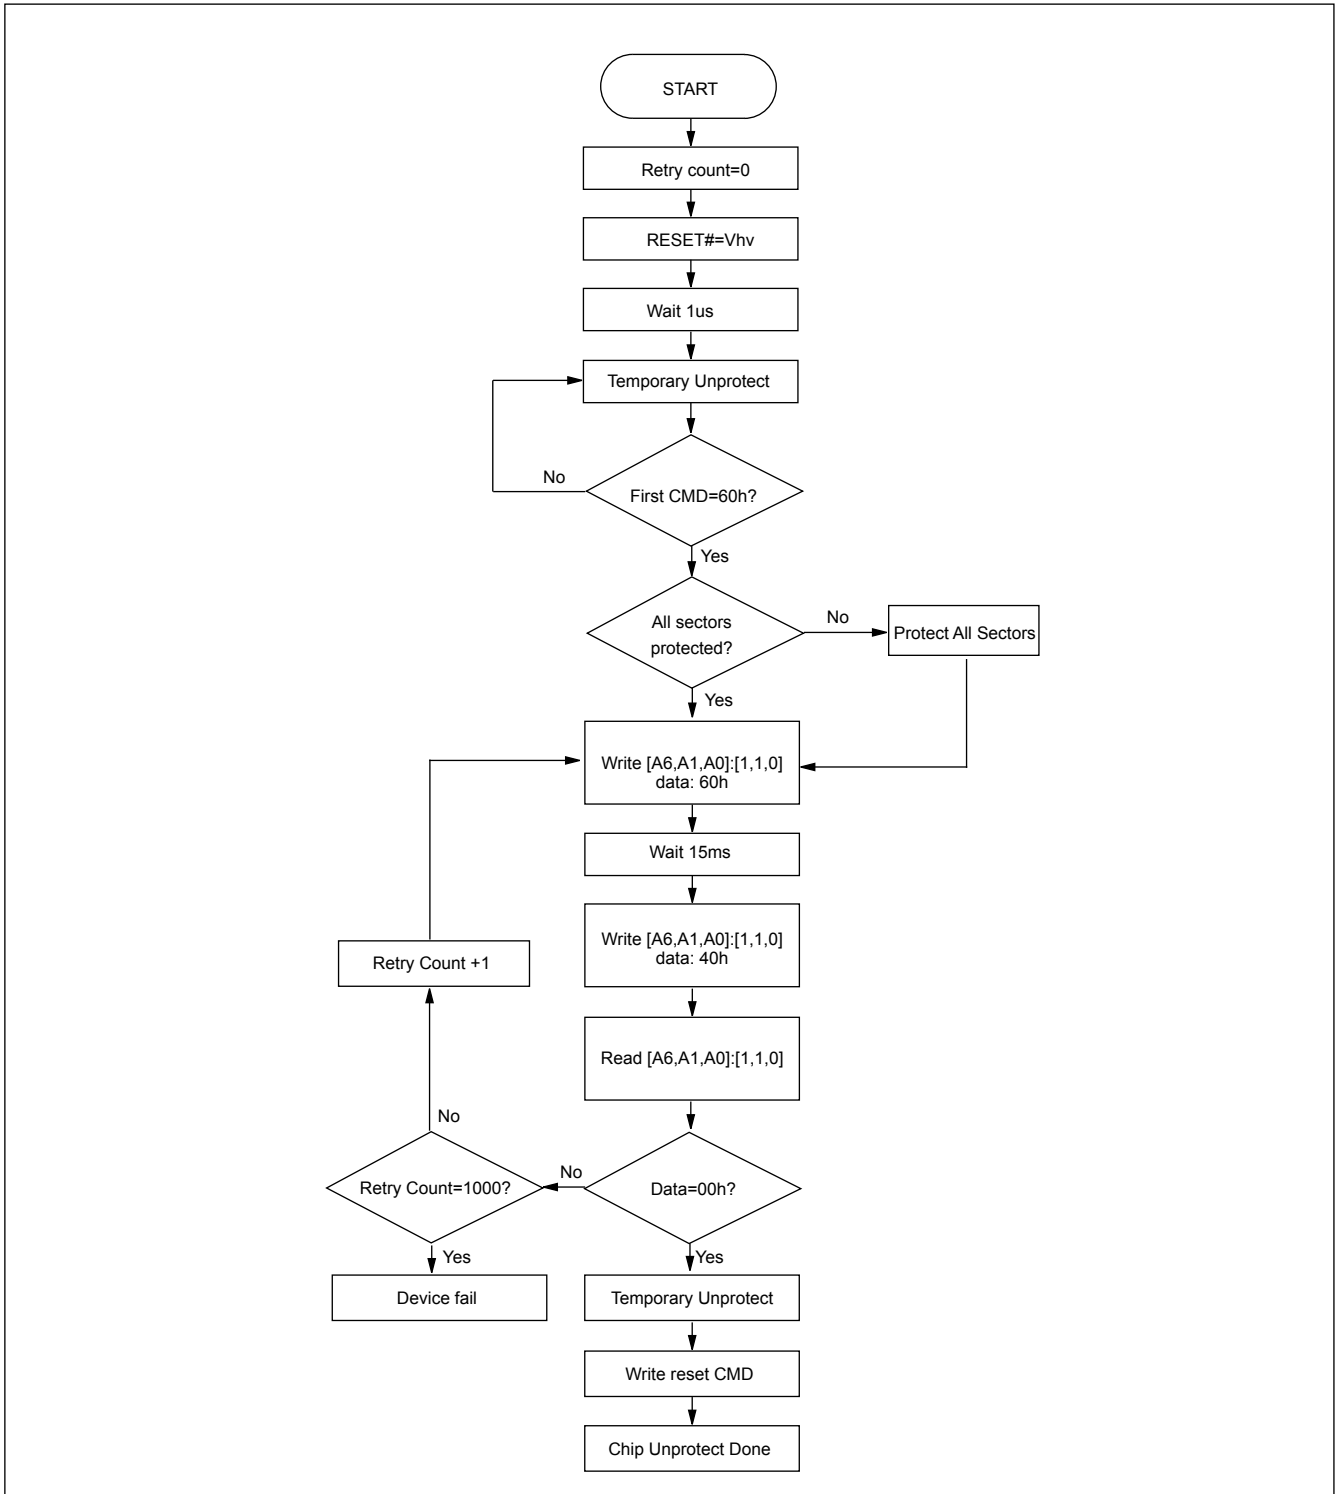 START
Retry count=0
RESET#=Vhv
Wait 1us
Temporary Unprotect
No
First CMD=60h?
Yes
All sectors
protected?
No
Protect All Sectors
Yes
Write [A6,A1,A0]:[1,1,0]
data: 60h
Wait 15ms
Write [A6,A1,A0]:[1,1,0]
data: 40h
Retry Count +1
Read [A6,A1,A0]:[1,1,0]
No
Retry Count=1000?
No
Data=00h?
Yes
Yes
Device fail
Temporary Unprotect
Write reset CMD
Chip Unprotect Done